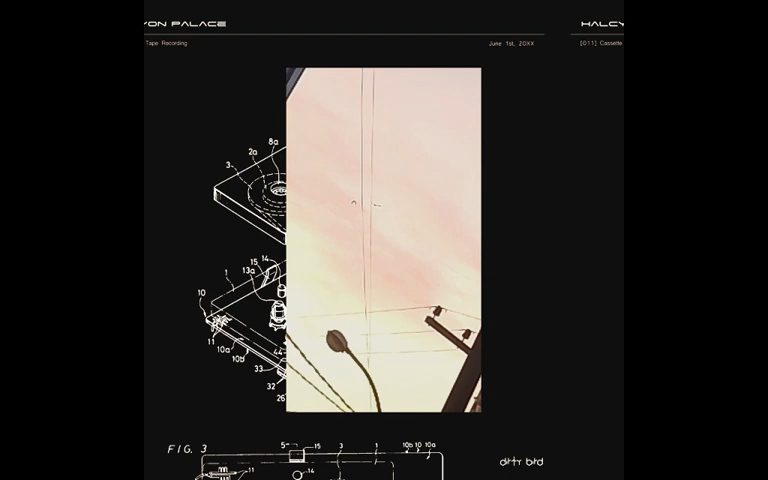 YON PALACE
HALCY
Tape Recording
June 1st, 20XX
[011] Cassette
8a
2a
3
15
14
13a
1
10
11
10a
10b
44
33
32
26
FIG. 3
5
15
3
1
10b
10
10a
11
14
dirty bird